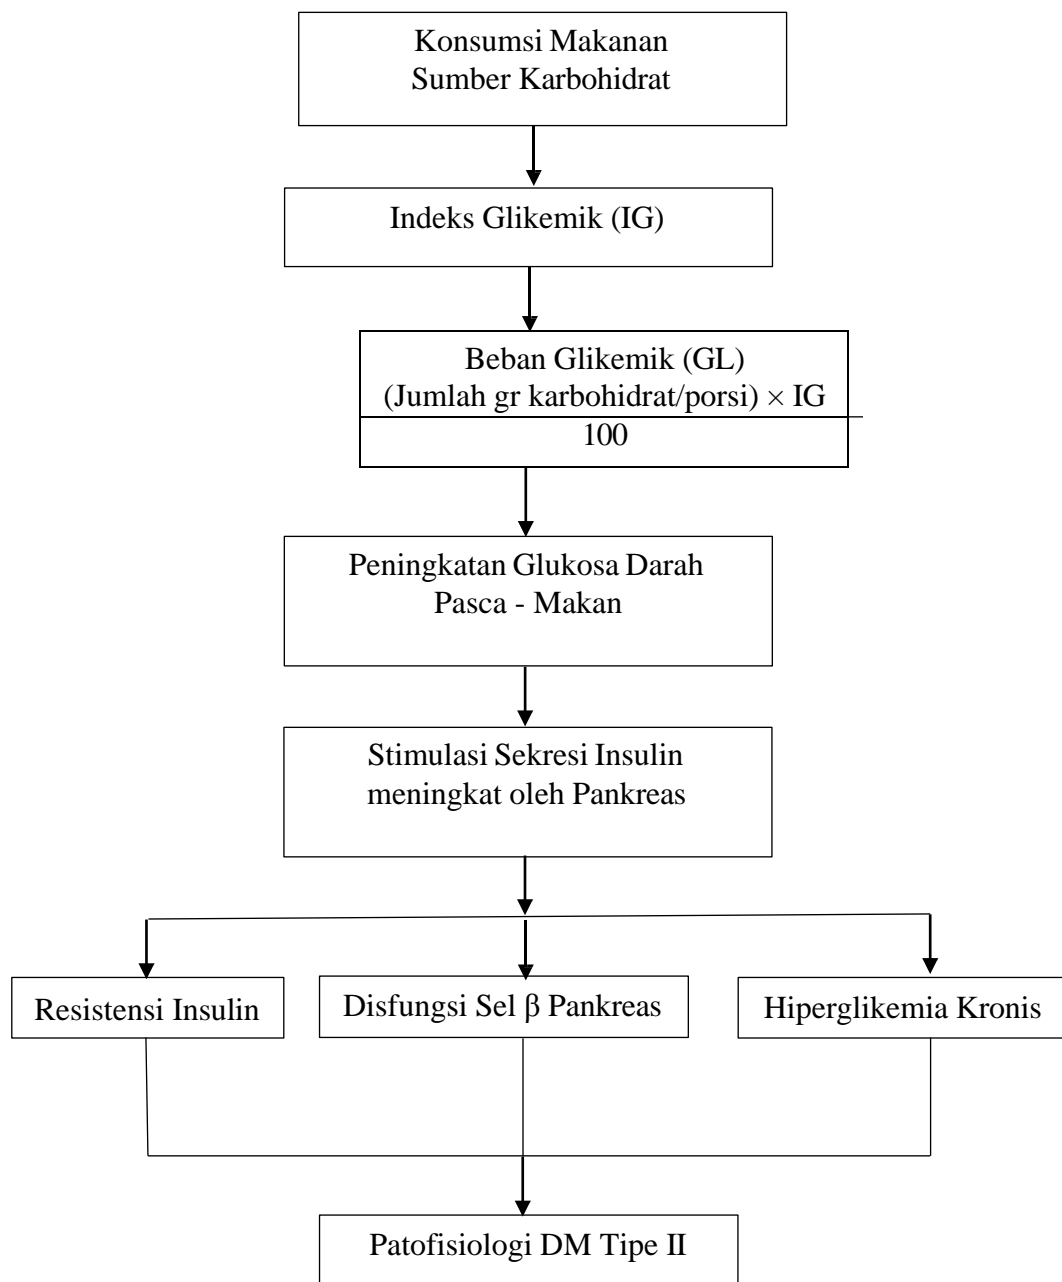 Konsumsi Makanan
Sumber Karbohidrat
Indeks Glikemik (IG)
Beban Glikemik (GL)
(Jumlah gr karbohidrat/porsi) × IG
100
Peningkatan Glukosa Darah
Pasca - Makan
Stimulasi Sekresi Insulin
meningkat oleh Pankreas
Resistensi Insulin
Disfungsi Sel β Pankreas
Hiperglikemia Kronis
Patofisiologi DM Tipe II